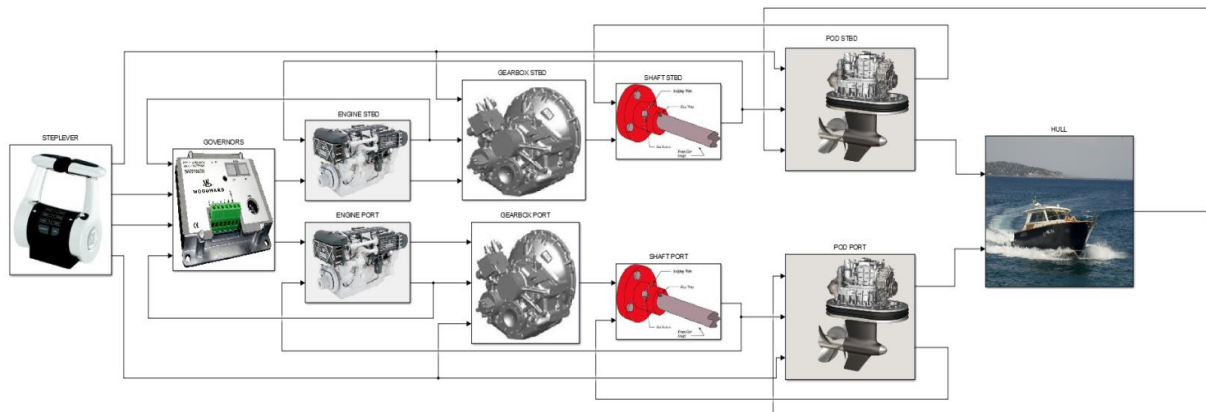 POD STBD
GEARBOX STBD
SHAFT STBD
ENGINE STBD
STEPLEVER
GOVERNORS
HULL
WOODWARD
ENGINE PORT
GEARBOX PORT
SHAFT PORT
POD PORT